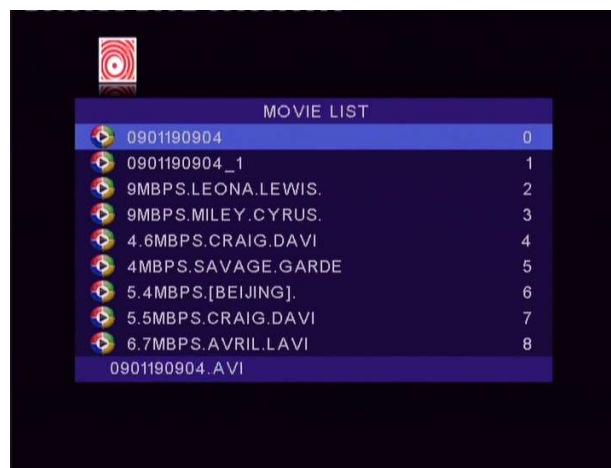 MOVIE LIST
0901190904 0
0901190904_1 1
9MBPS.LEONA.LEWIS. 2
9MBPS.MILEY.CYRUS. 3
4.6MBPS.CRAIG.DAVI 4
4MBPS.SAVAGE.GARDE 5
5.4MBPS.[BEIJING]. 6
5.5MBPS.CRAIG.DAVI 7
6.7MBPS.AVRIL.LAVI 8
0901190904.AVI